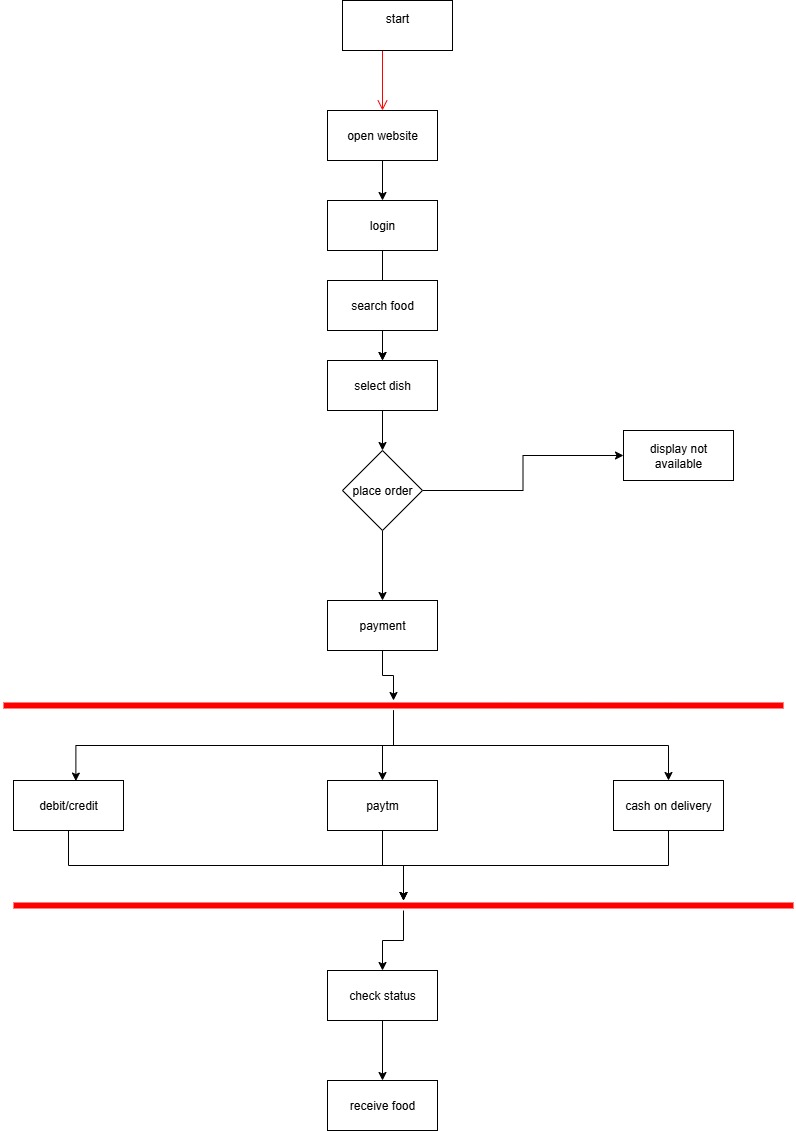 start
open website
login
search food
select dish
place order
display not
available
payment
debit/credit
paytm
cash on delivery
check status
receive food